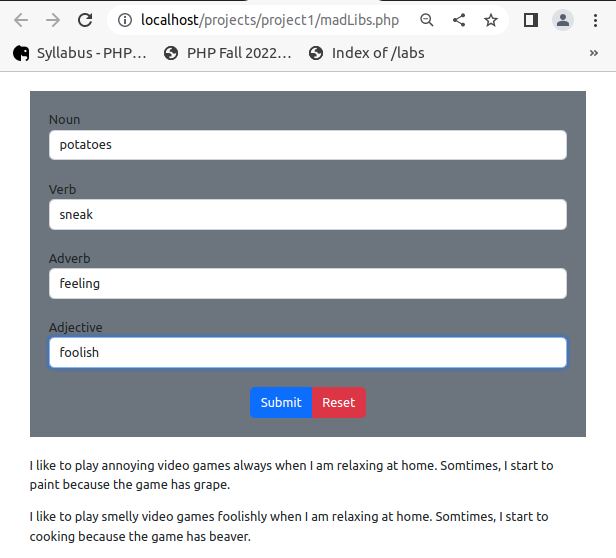 localhost/projects/project1/madLibs.php
Syllabus - PHP… PHP Fall 2022… Index of /labs »
Noun
potatoes
Verb
sneak
Adverb
feeling
Adjective
foolish
Submit Reset
I like to play annoying video games always when I am relaxing at home. Somtimes, I start to
paint because the game has grape.
I like to play smelly video games foolishly when I am relaxing at home. Somtimes, I start to
cooking because the game has beaver.